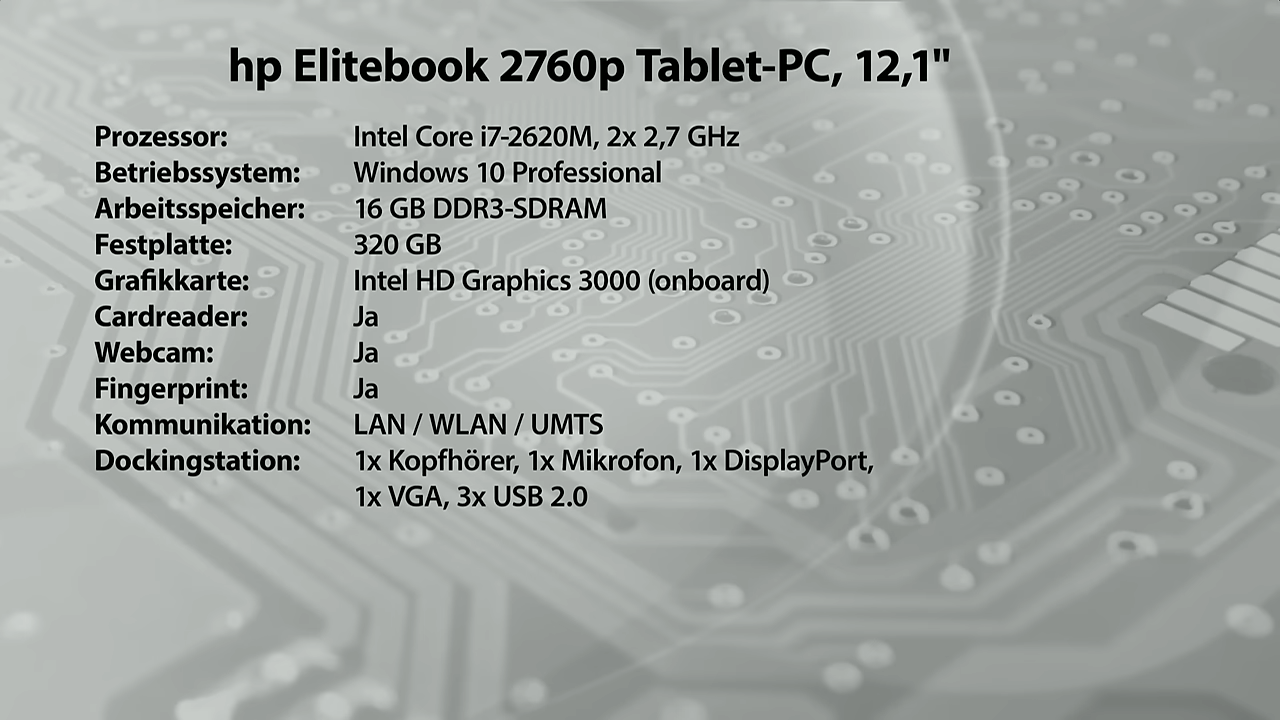 hp Elitebook 2760p Tablet-PC, 12,1"
Prozessor: Intel Core i7-2620M, 2x 2,7 GHz
Betriebssystem: Windows 10 Professional
Arbeitsspeicher: 16 GB DDR3-SDRAM
Festplatte: 320 GB
Grafikkarte: Intel HD Graphics 3000 (onboard)
Cardreader: Ja
Webcam: Ja
Fingerprint: Ja
Kommunikation: LAN / WLAN / UMTS
Dockingstation: 1x Kopfhörer, 1x Mikrofon, 1x DisplayPort,
1x VGA, 3x USB 2.0